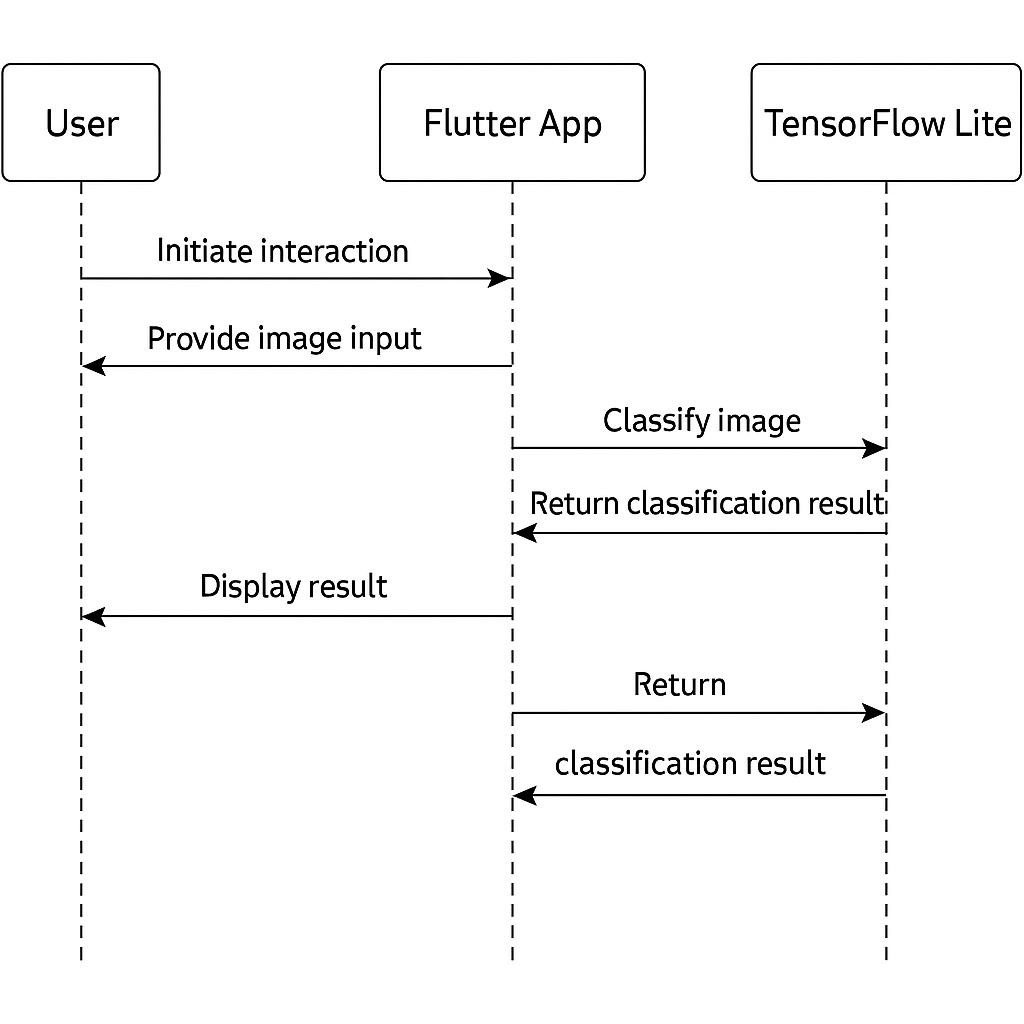 User
Flutter App
TensorFlow Lite
Initiate interaction
Provide image input
Classify image
Return classification result
Display result
Return
classification result